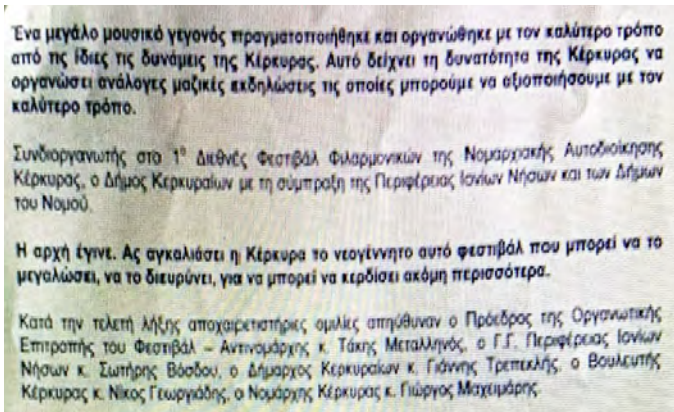 Ένα μεγάλο μουσικό γεγονός πραγματοποιήθηκε και οργανώθηκε με τον καλύτερο τρόπο
από τις ίδιες τις δυνάμεις της Κέρκυρας. Αυτό δείχνει τη δυνατότητα της Κέρκυρας να
οργανώσει ανάλογες μαζικές εκδηλώσεις τις οποίες μπορούμε να αξιοποιήσουμε με τον
καλύτερο τρόπο.
Συνδιοργανωτής στο 1º Διεθνές Φεστιβάλ Φιλαρμονικών της Νομαρχιακής Αυτοδιοίκησης
Κέρκυρας, ο Δήμος Κερκυραίων με τη σύμπραξη της Περιφέρειας Ιονίων Νήσων και των Δήμων
του Νομού.
Η αρχή έγινε. Ας αγκαλιάσει η Κέρκυρα το νεογέννητο αυτό φεστιβάλ που μπορεί να το
μεγαλώσει, να το διευρύνει, για να μπορεί να κερδίσει ακόμη περισσότερα.
Κατά την τελετή λήξης αποχαιρετιστήριες ομιλίες απηύθυναν ο Πρόεδρος της Οργανωτικής
Επιτροπής του Φεστιβάλ – Αντινομάρχης κ. Τάκης Μεταλληνός, ο Γ.Γ. Περιφέρειας Ιονίων
Νήσων κ. Σωτήρης Βόσδου, ο Δήμαρχος Κερκυραίων κ. Γιάννης Τρεπεκλής, ο Βουλευτής
Κέρκυρας κ. Νίκος Γεωργιάδης, ο Νομάρχης Κέρκυρας κ. Γιώργος Μαχειμάρης.